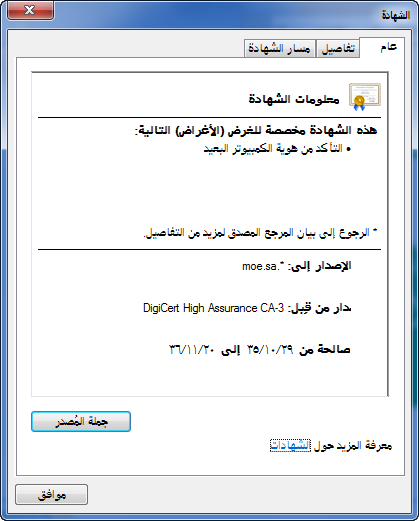 الشهادة
عام
تفاصيل
مسار الشهادة
معلومات الشهادة
هذه الشهادة مخصصة للغرض (الأغراض) التالية:
• التأكد من هوية الكمبيوتر البعيد
* الرجوع إلى بيان المرجع المصدق لمزيد من التفاصيل.
الإصدار إلى: *.moe.sa
دار من قِبل: DigiCert High Assurance CA-3
صالحة من ٣٥/١٠/٢٩ إلى ٣٦/١١/٢٠
جملة المُصدر
معرفة المزيد حول الشهادات
موافق